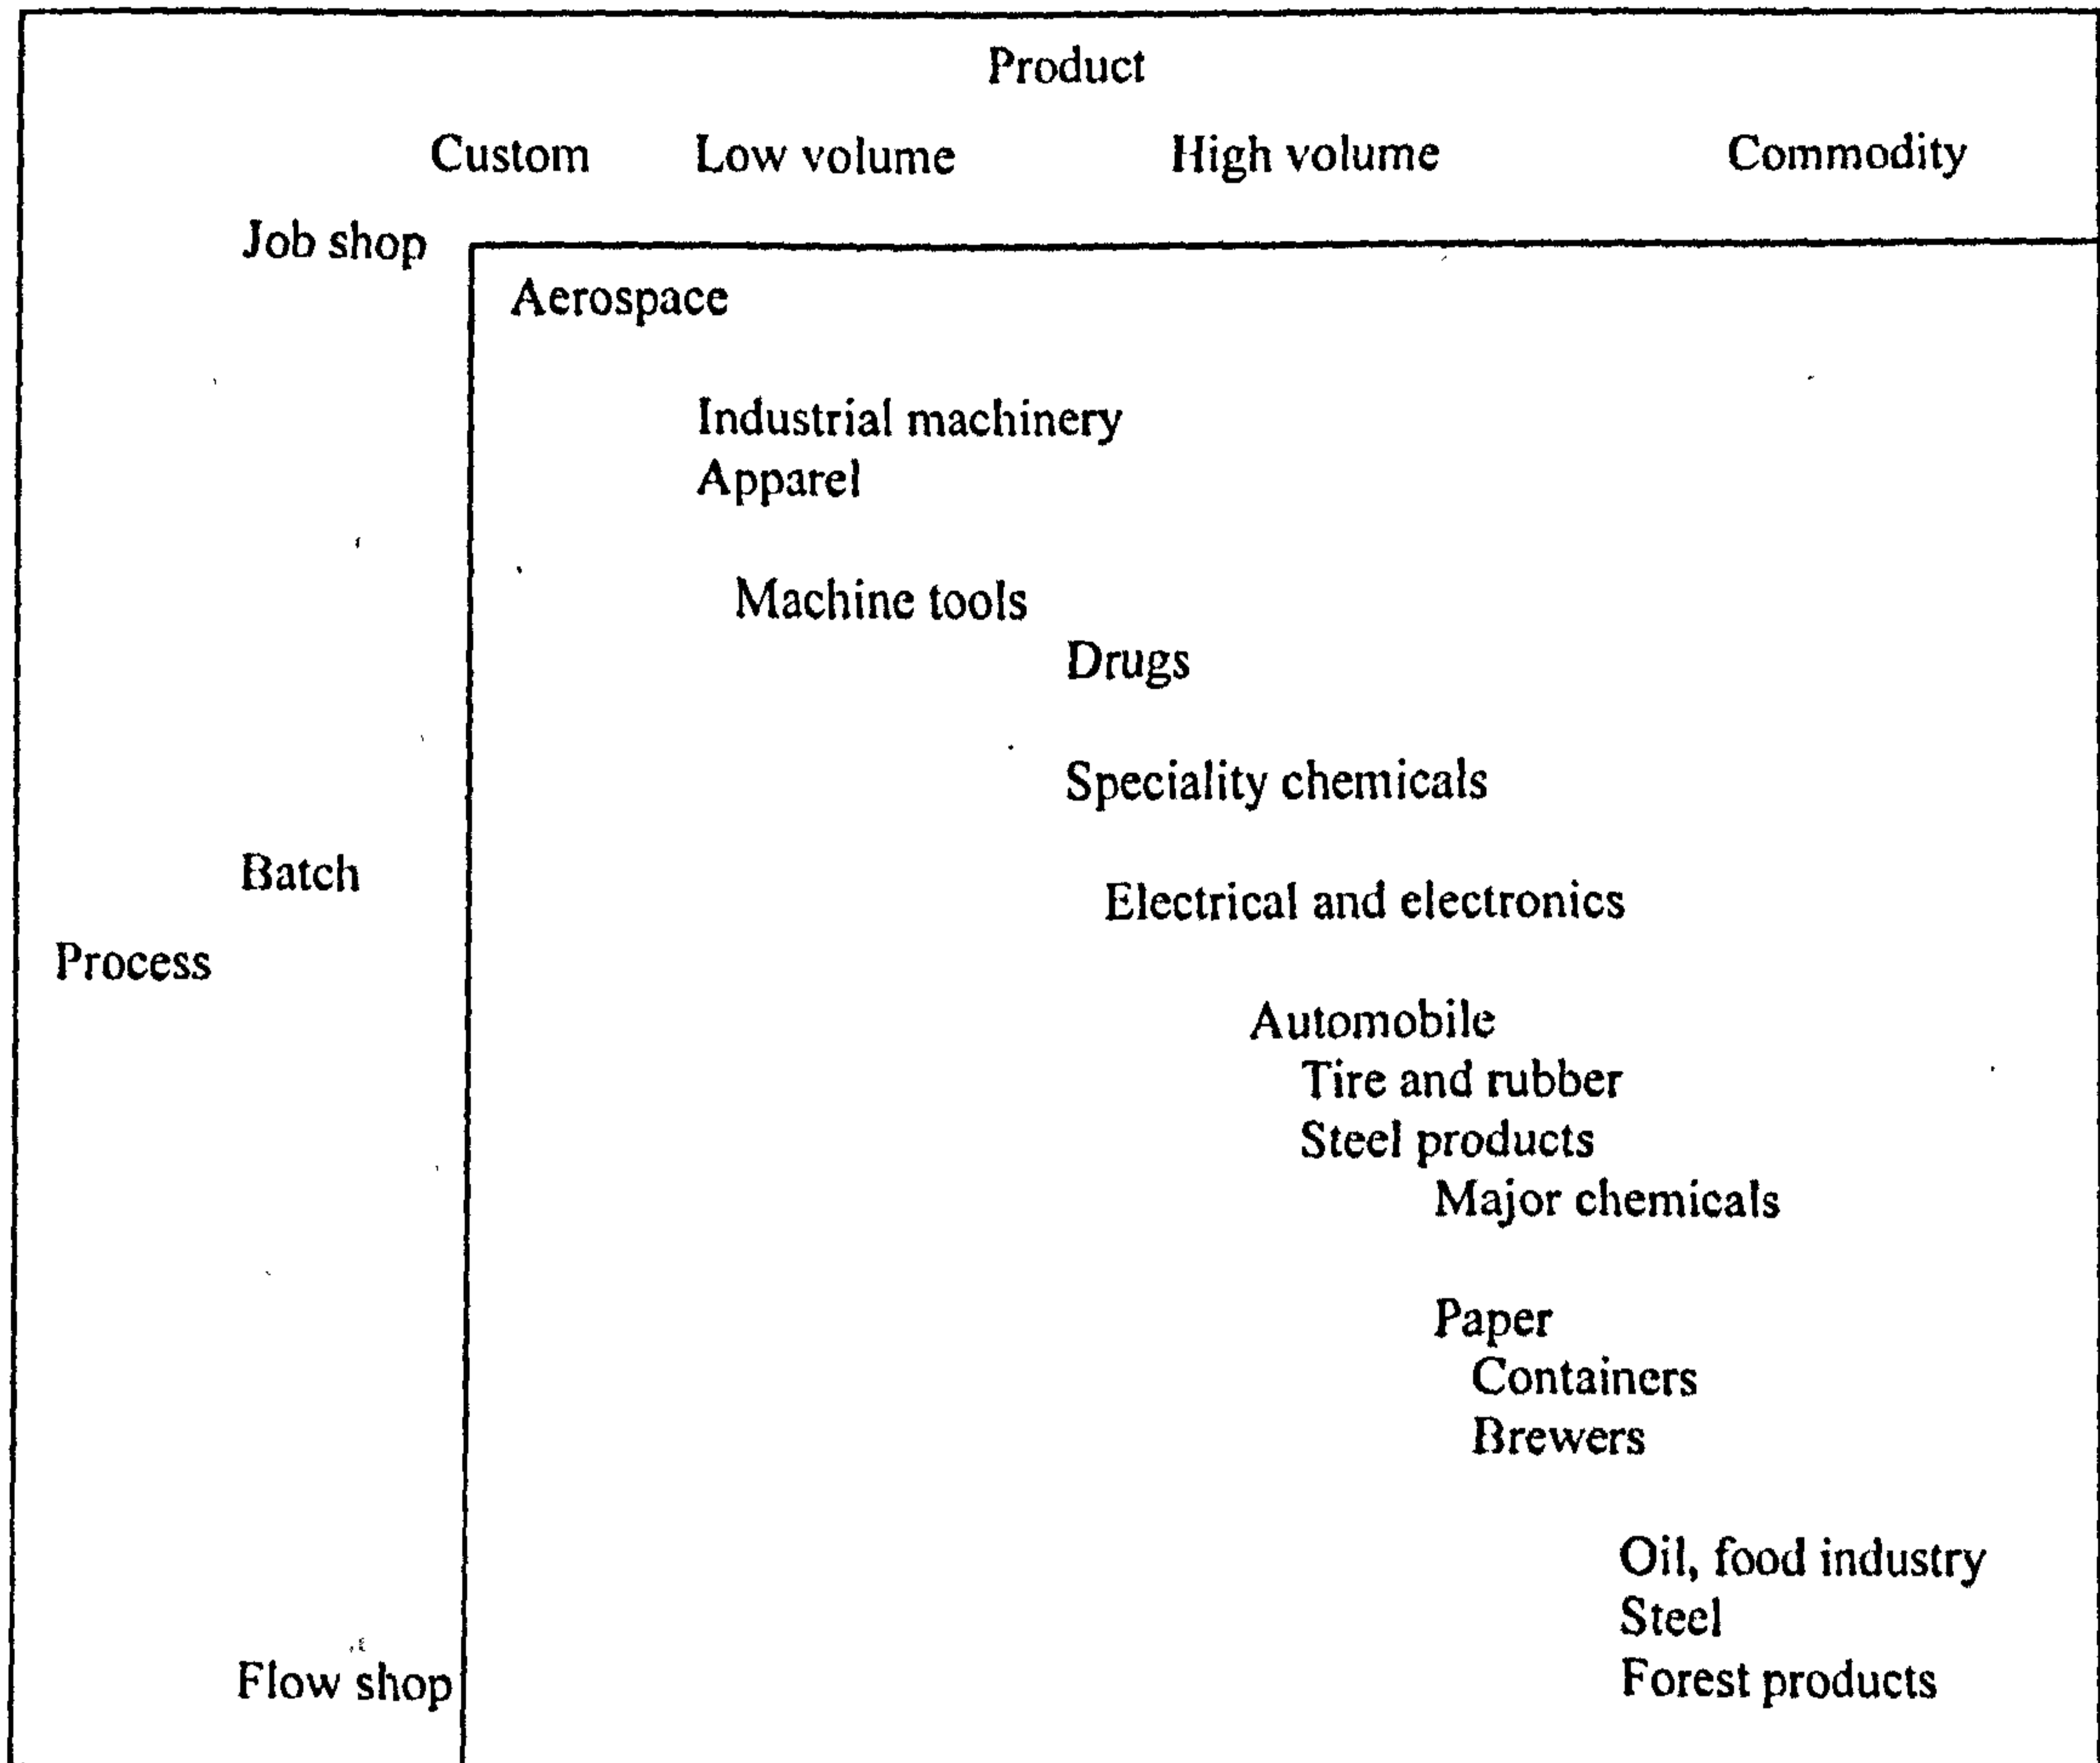 Product
Custom Low volume High volume Commodity
Job shop
Aerospace
Industrial machinery
Apparel
Machine tools
Drugs
Speciality chemicals
Batch
Electrical and electronics
Process
Automobile
Tire and rubber
Steel products
Major chemicals
Paper
Containers
Brewers
Oil, food industry
Steel
Flow shop Forest products